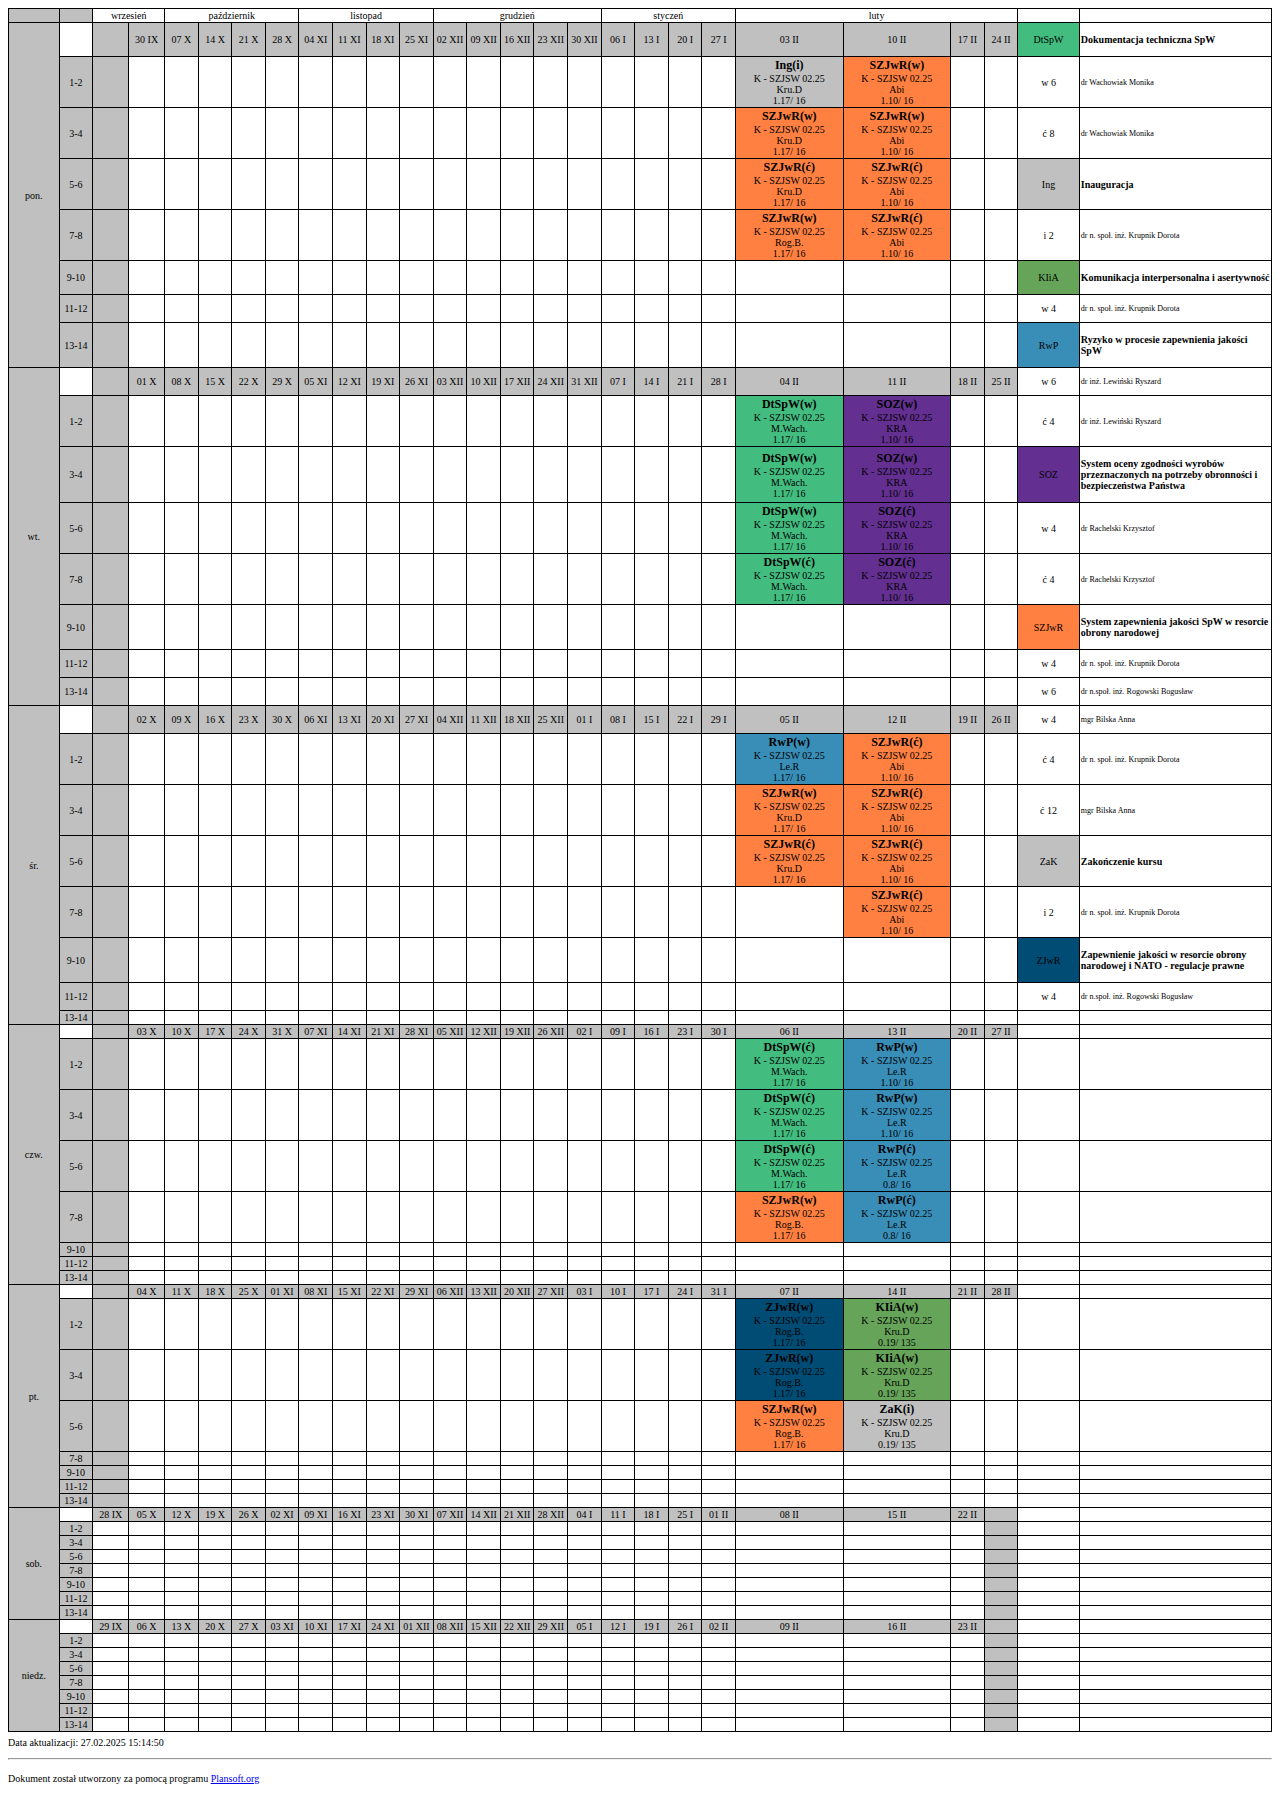 wrzesień październik listopad grudzień styczeń luty
30 IX 07 X 14 X 21 X 28 X 04 XI 11 XI 18 XI 25 XI 02 XII 09 XII 16 XII 23 XII 30 XII 06 I 13 I 20 I 27 I 03 II 10 II 17 II 24 II DtSpW Dokumentacja techniczna SpW
pon.
1-2 Ing(i) SZJwR(w) w 6 dr Wachowiak Monika
K - SZJSW 02.25 K - SZJSW 02.25
Kru.D Abi
1.17/ 16 1.10/ 16
3-4 SZJwR(w) SZJwR(w) ć 8 dr Wachowiak Monika
K - SZJSW 02.25 K - SZJSW 02.25
Kru.D Abi
1.17/ 16 1.10/ 16
5-6 SZJwR(ć) SZJwR(ć) Ing Inauguracja
K - SZJSW 02.25 K - SZJSW 02.25
Kru.D Abi
1.17/ 16 1.10/ 16
7-8 SZJwR(w) SZJwR(ć) i 2 dr n. społ. inż. Krupnik Dorota
K - SZJSW 02.25 K - SZJSW 02.25
Rog.B. Abi
1.17/ 16 1.10/ 16
9-10 KIiA Komunikacja interpersonalna i asertywność
11-12 w 4 dr n. społ. inż. Krupnik Dorota
13-14 RwP Ryzyko w procesie zapewnienia jakości
SpW
01 X 08 X 15 X 22 X 29 X 05 XI 12 XI 19 XI 26 XI 03 XII 10 XII 17 XII 24 XII 31 XII 07 I 14 I 21 I 28 I 04 II 11 II 18 II 25 II w 6 dr inż. Lewiński Ryszard
wt.
1-2 DtSpW(w) SOZ(w) ć 4 dr inż. Lewiński Ryszard
K - SZJSW 02.25 K - SZJSW 02.25
M.Wach. KRA
1.17/ 16 1.10/ 16
3-4 DtSpW(w) SOZ(w) SOZ System oceny zgodności wyrobów
K - SZJSW 02.25 K - SZJSW 02.25 przeznaczonych na potrzeby obronności i
M.Wach. KRA bezpieczeństwa Państwa
1.17/ 16 1.10/ 16
5-6 DtSpW(w) SOZ(ć) w 4 dr Rachelski Krzysztof
K - SZJSW 02.25 K - SZJSW 02.25
M.Wach. KRA
1.17/ 16 1.10/ 16
7-8 DtSpW(ć) SOZ(ć) ć 4 dr Rachelski Krzysztof
K - SZJSW 02.25 K - SZJSW 02.25
M.Wach. KRA
1.17/ 16 1.10/ 16
9-10 SZJwR System zapewnienia jakości SpW w resorcie
obrony narodowej
11-12 w 4 dr n. społ. inż. Krupnik Dorota
13-14 w 6 dr n.społ. inż. Rogowski Bogusław
02 X 09 X 16 X 23 X 30 X 06 XI 13 XI 20 XI 27 XI 04 XII 11 XII 18 XII 25 XII 01 I 08 I 15 I 22 I 29 I 05 II 12 II 19 II 26 II w 4 mgr Bilska Anna
śr.
1-2 RwP(w) SZJwR(ć) ć 4 dr n. społ. inż. Krupnik Dorota
K - SZJSW 02.25 K - SZJSW 02.25
Le.R Abi
1.17/ 16 1.10/ 16
3-4 SZJwR(w) SZJwR(ć) ć 12 mgr Bilska Anna
K - SZJSW 02.25 K - SZJSW 02.25
Kru.D Abi
1.17/ 16 1.10/ 16
5-6 SZJwR(ć) SZJwR(ć) ZaK Zakończenie kursu
K - SZJSW 02.25 K - SZJSW 02.25
Kru.D Abi
1.17/ 16 1.10/ 16
7-8 SZJwR(ć) i 2 dr n. społ. inż. Krupnik Dorota
K - SZJSW 02.25
Abi
1.10/ 16
9-10 ZJwR Zapewnienie jakości w resorcie obrony
narodowej i NATO - regulacje prawne
11-12 w 4 dr n.społ. inż. Rogowski Bogusław
13-14
03 X 10 X 17 X 24 X 31 X 07 XI 14 XI 21 XI 28 XI 05 XII 12 XII 19 XII 26 XII 02 I 09 I 16 I 23 I 30 I 06 II 13 II 20 II 27 II
czw.
1-2 DtSpW(ć) RwP(w)
K - SZJSW 02.25 K - SZJSW 02.25
M.Wach. Le.R
1.17/ 16 1.10/ 16
3-4 DtSpW(ć) RwP(w)
K - SZJSW 02.25 K - SZJSW 02.25
M.Wach. Le.R
1.17/ 16 1.10/ 16
5-6 DtSpW(ć) RwP(ć)
K - SZJSW 02.25 K - SZJSW 02.25
M.Wach. Le.R
1.17/ 16 0.8/ 16
7-8 SZJwR(w) RwP(ć)
K - SZJSW 02.25 K - SZJSW 02.25
Rog.B. Le.R
1.17/ 16 0.8/ 16
9-10
11-12
13-14
04 X 11 X 18 X 25 X 01 XI 08 XI 15 XI 22 XI 29 XI 06 XII 13 XII 20 XII 27 XII 03 I 10 I 17 I 24 I 31 I 07 II 14 II 21 II 28 II
pt.
1-2 ZJwR(w) KIiA(w)
K - SZJSW 02.25 K - SZJSW 02.25
Rog.B. Kru.D
1.17/ 16 0.19/ 135
3-4 ZJwR(w) KIiA(w)
K - SZJSW 02.25 K - SZJSW 02.25
Rog.B. Kru.D
1.17/ 16 0.19/ 135
5-6 SZJwR(w) ZaK(i)
K - SZJSW 02.25 K - SZJSW 02.25
Rog.B. Kru.D
1.17/ 16 0.19/ 135
7-8
9-10
11-12
13-14
28 IX 05 X 12 X 19 X 26 X 02 XI 09 XI 16 XI 23 XI 30 XI 07 XII 14 XII 21 XII 28 XII 04 I 11 I 18 I 25 I 01 II 08 II 15 II 22 II
sob.
1-2
3-4
5-6
7-8
9-10
11-12
13-14
29 IX 06 X 13 X 20 X 27 X 03 XI 10 XI 17 XI 24 XI 01 XII 08 XII 15 XII 22 XII 29 XII 05 I 12 I 19 I 26 I 02 II 09 II 16 II 23 II
niedz.
1-2
3-4
5-6
7-8
9-10
11-12
13-14
Data aktualizacji: 27.02.2025 15:14:50
Dokument został utworzony za pomocą programu Plansoft.org